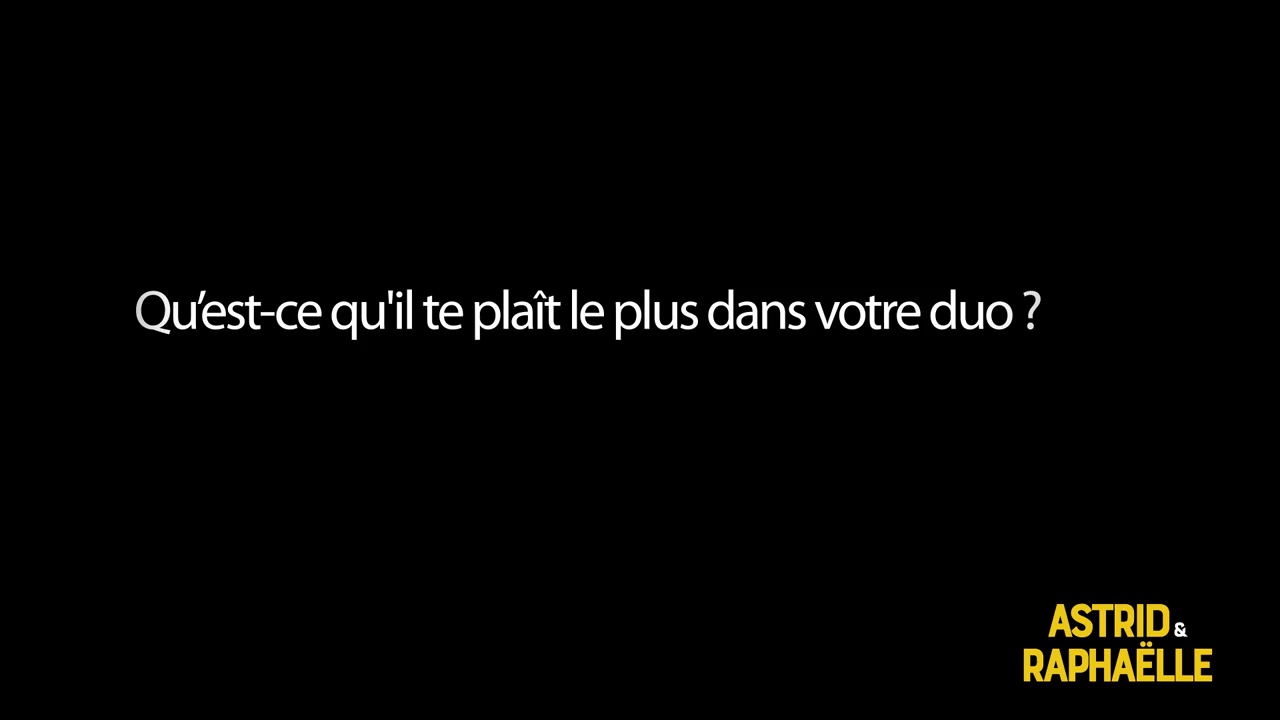 Qu’est-ce qu'il te plaît le plus dans votre duo ?
ASTRID &
RAPHAËLLE